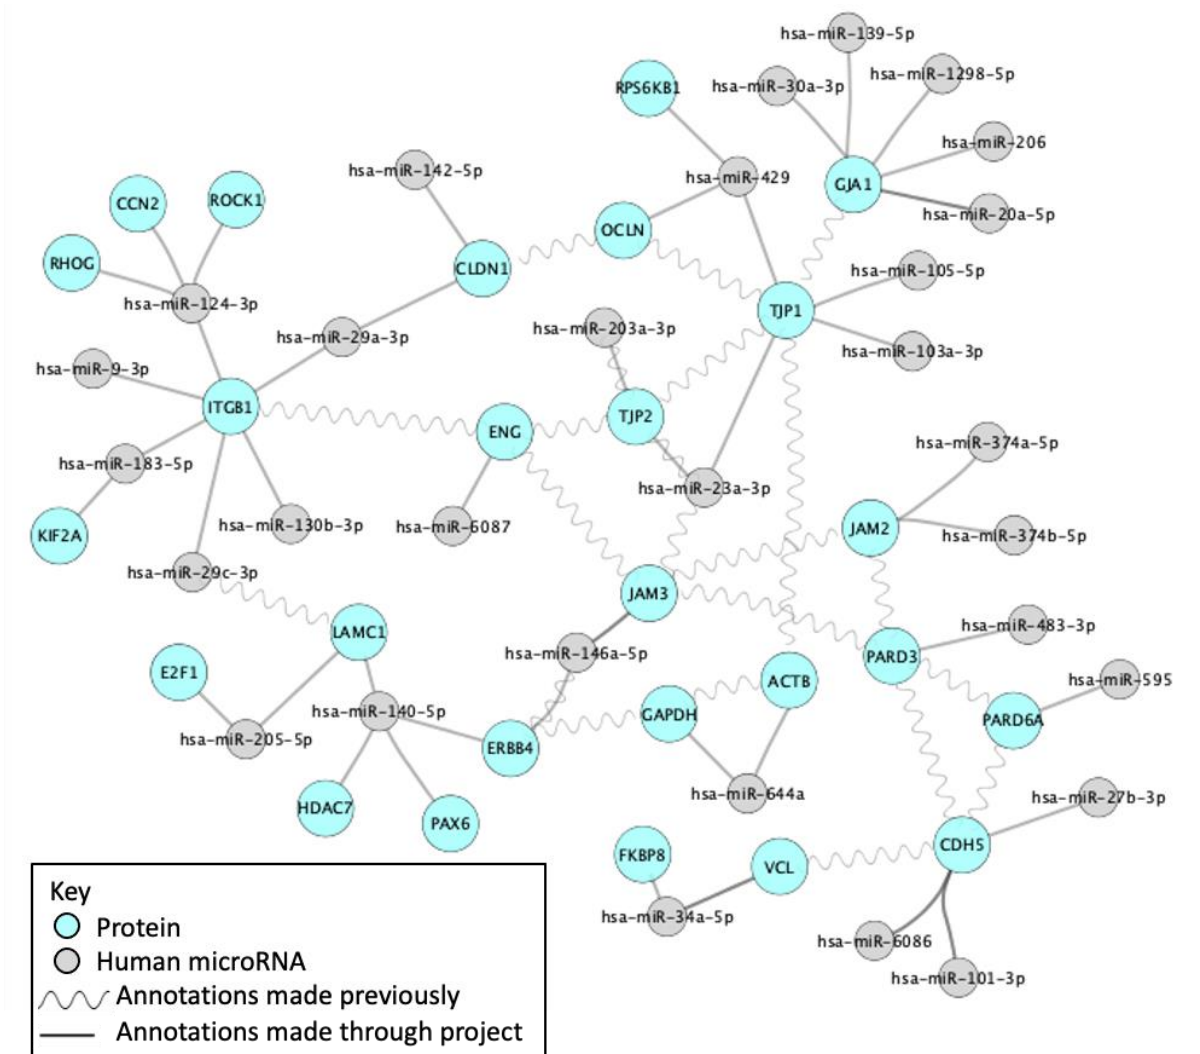 hsa-miR-139-5p
hsa-miR-30a-3p
hsa-miR-1298-5p
RPS6KB1
hsa-miR-206
hsa-miR-142-5p
hsa-miR-429
GJA1
CCN2
ROCK1
hsa-miR-20a-5p
OCLN
RHOG
CLDN1
hsa-miR-105-5p
hsa-miR-124-3p
TJP1
hsa-miR-29a-3p
hsa-miR-203a-3p
hsa-miR-103a-3p
hsa-miR-9-3p
ITGB1
TJP2
ENG
hsa-miR-374a-5p
hsa-miR-183-5p
hsa-miR-23a-3p
hsa-miR-130b-3p
hsa-miR-6087
JAM2
KIF2A
hsa-miR-374b-5p
hsa-miR-29c-3p
JAM3
hsa-miR-483-3p
LAMC1
hsa-miR-146a-5p
PARD3
E2F1
ACTB
hsa-miR-595
hsa-miR-140-5p
GAPDH
PARD6A
hsa-miR-205-5p
ERBB4
hsa-miR-644a
hsa-miR-27b-3p
HDAC7
PAX6
CDH5
FKBP8
VCL
hsa-miR-34a-5p
hsa-miR-6086
hsa-miR-101-3p
Key
Protein
Human microRNA
Annotations made previously
Annotations made through project